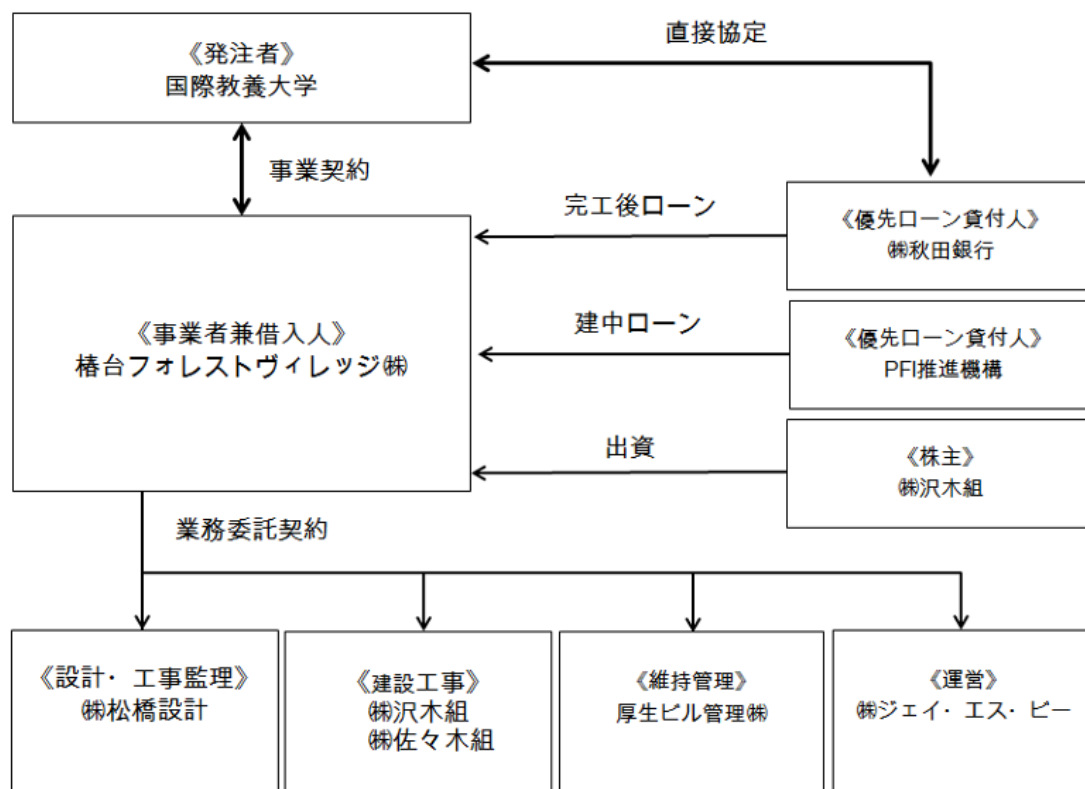 《発注者》
国際教養大学
直接協定
事業契約
完工後ローン
《優先ローン貸付人》
㈱秋田銀行
《事業者兼借入人》
椿台フォレストヴィレッジ㈱
建中ローン
《優先ローン貸付人》
PFI推進機構
出資
《株主》
㈱沢木組
業務委託契約
《設計・工事監理》
㈱松橋設計
《建設工事》
㈱沢木組
㈱佐々木組
《維持管理》
厚生ビル管理㈱
《運営》
㈱ジェイ・エス・ビー